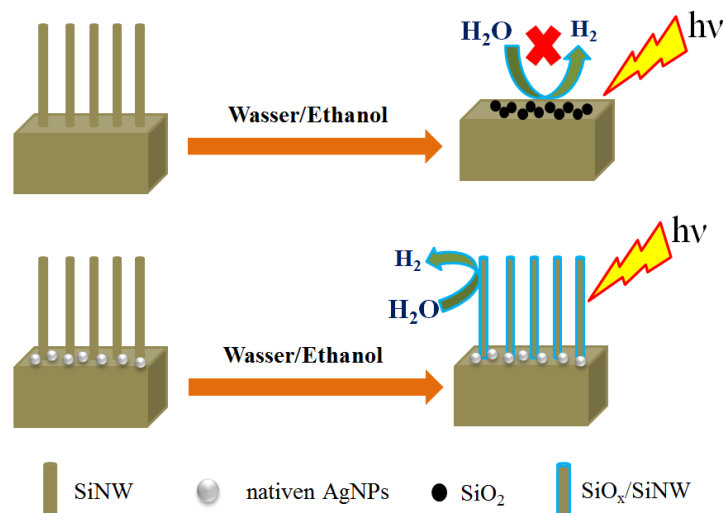 H₂O H₂ hν
Wasser/Ethanol
hν
H₂
H₂O
Wasser/Ethanol
SiNW nativen AgNPs SiO₂ SiOₓ/SiNW